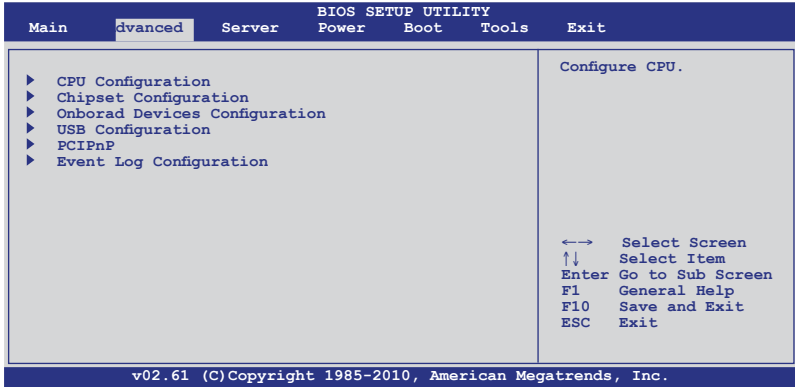 BIOS SETUP UTILITY
Main dvanced Server Power Boot Tools Exit
CPU Configuration
Chipset Configuration
Onborad Devices Configuration
USB Configuration
PCIPnP
Event Log Configuration
Configure CPU.
←→ Select Screen
↑↓ Select Item
Enter Go to Sub Screen
F1 General Help
F10 Save and Exit
ESC Exit
v02.61 (C)Copyright 1985-2010, American Megatrends, Inc.